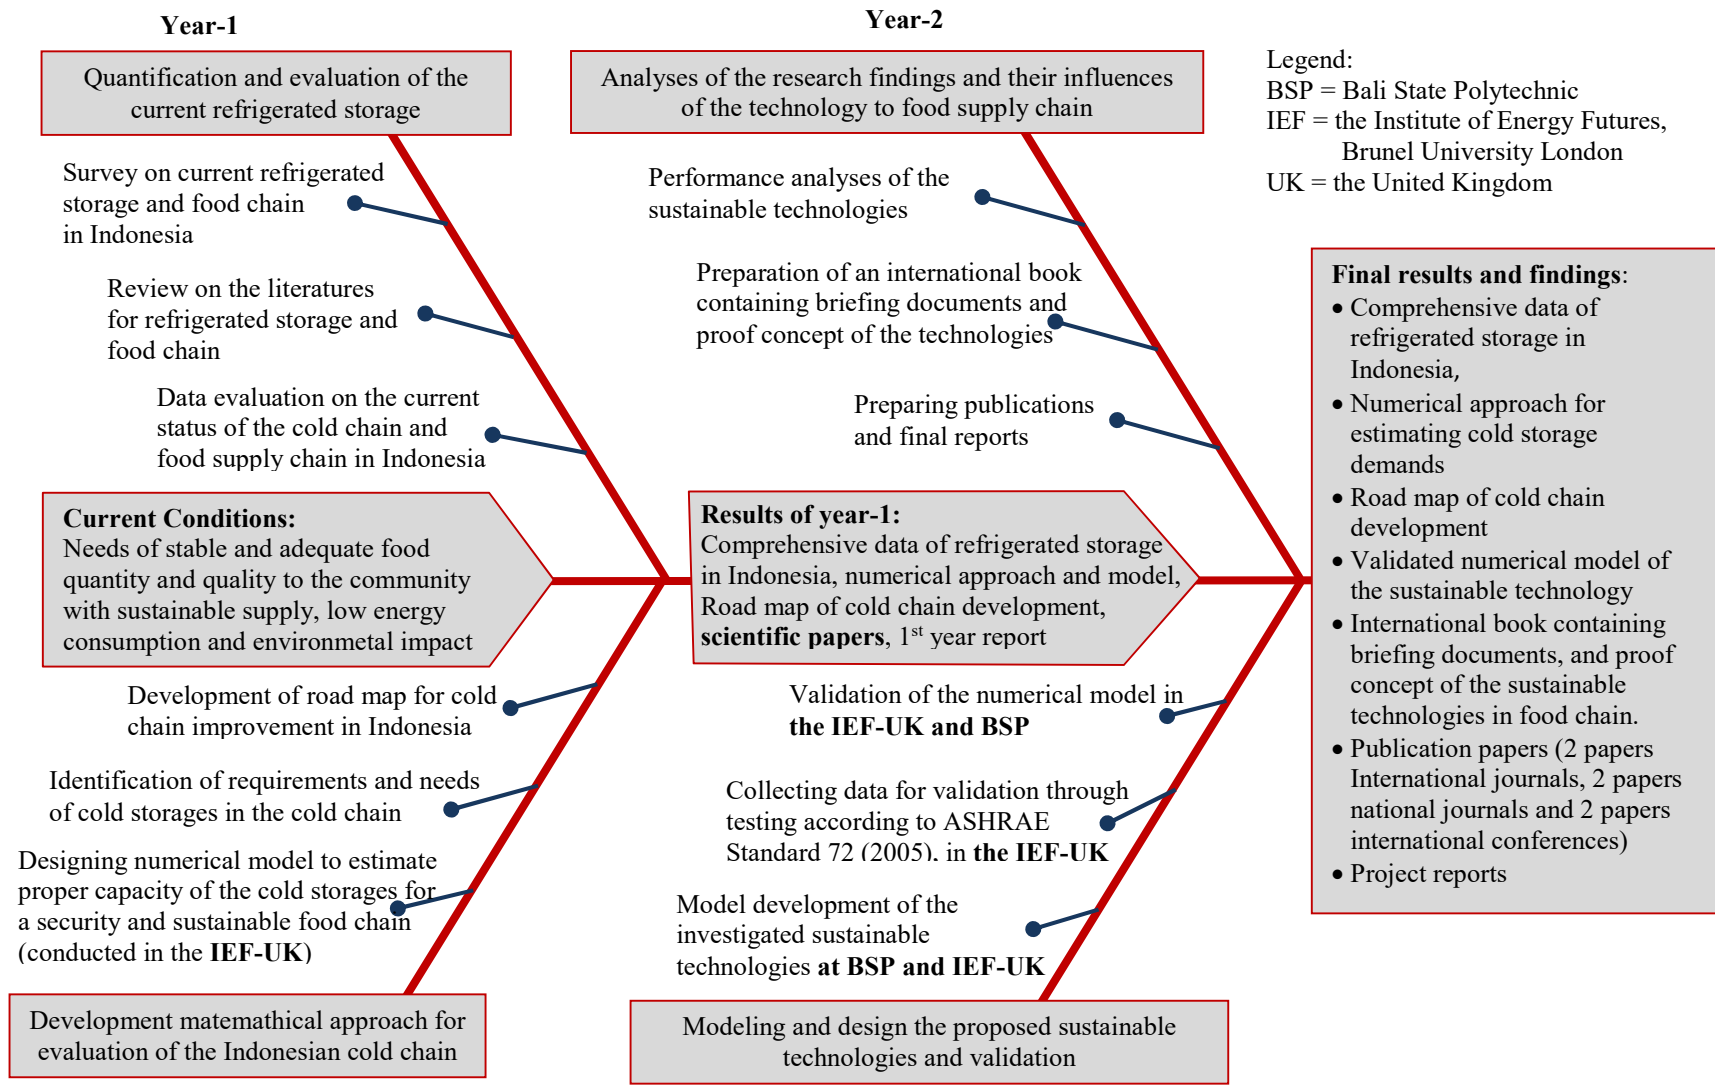 Year-1
Quantification and evaluation of the
current refrigerated storage
Survey on current refrigerated
storage and food chain
in Indonesia
Review on the literatures
for refrigerated storage and
food chain
Data evaluation on the current
status of the cold chain and
food supply chain in Indonesia
Current Conditions:
Needs of stable and adequate food
quantity and quality to the community
with sustainable supply, low energy
consumption and environmetal impact
Development of road map for cold
chain improvement in Indonesia
Identification of requirements and needs
of cold storages in the cold chain
Designing numerical model to estimate
proper capacity of the cold storages for
a security and sustainable food chain
(conducted in the IEF-UK)
Development matemathical approach for
evaluation of the Indonesian cold chain
Year-2
Analyses of the research findings and their influences
of the technology to food supply chain
Performance analyses of the
sustainable technologies
Preparation of an international book
containing briefing documents and
proof concept of the technologies
Preparing publications
and final reports
Results of year-1:
Comprehensive data of refrigerated storage
in Indonesia, numerical approach and model,
Road map of cold chain development,
scientific papers, 1st year report
Validation of the numerical model in
the IEF-UK and BSP
Collecting data for validation through
testing according to ASHRAE
Standard 72 (2005), in the IEF-UK
Model development of the
investigated sustainable
technologies at BSP and IEF-UK
Modeling and design the proposed sustainable
technologies and validation
Legend:
BSP = Bali State Polytechnic
IEF = the Institute of Energy Futures,
Brunel University London
UK = the United Kingdom
Final results and findings:
• Comprehensive data of
refrigerated storage in
Indonesia,
• Numerical approach for
estimating cold storage
demands
• Road map of cold chain
development
• Validated numerical model of
the sustainable technology
• International book containing
briefing documents, and proof
concept of the sustainable
technologies in food chain.
• Publication papers (2 papers
International journals, 2 papers
national journals and 2 papers
international conferences)
• Project reports